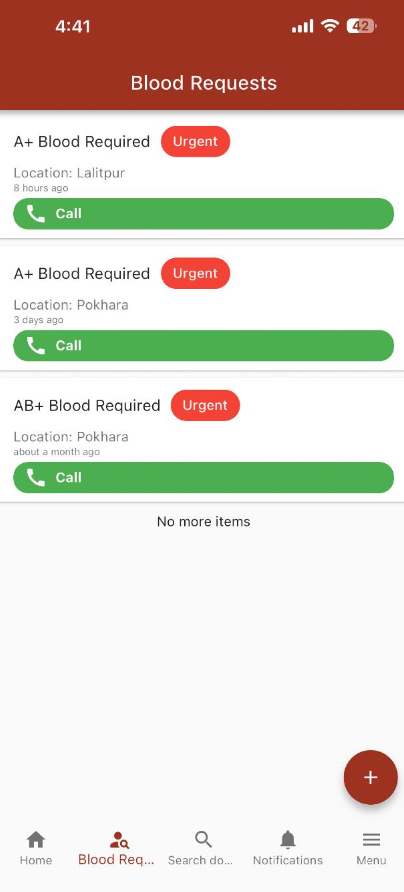 4:41
42
Blood Requests
A+ Blood Required Urgent
Location: Lalitpur
8 hours ago
Call
A+ Blood Required Urgent
Location: Pokhara
3 days ago
Call
AB+ Blood Required Urgent
Location: Pokhara
about a month ago
Call
No more items
+
Home Blood Req... Search do... Notifications Menu